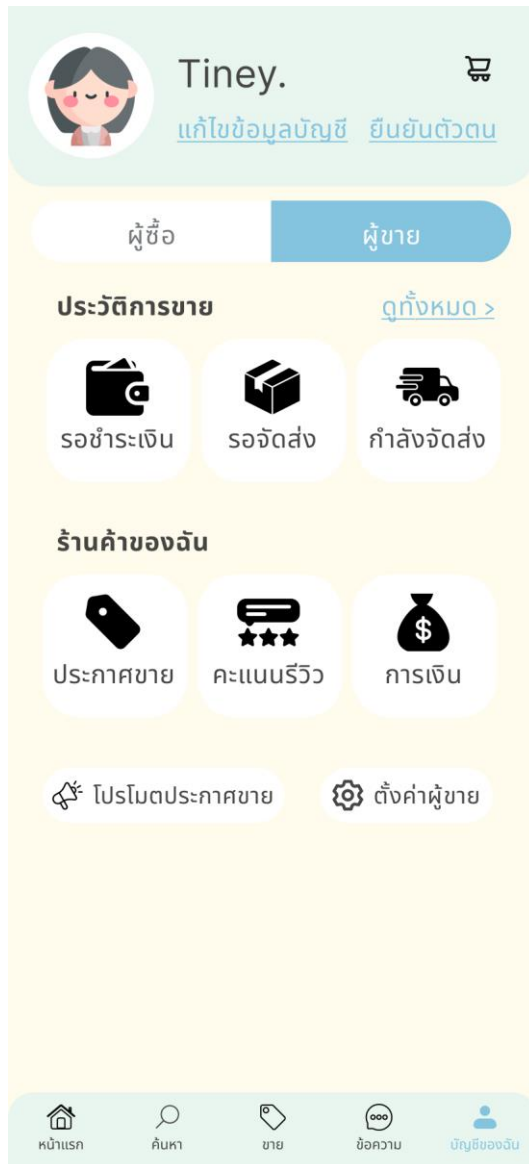 Tiney.
แก้ไขข้อมูลบัญชี ยืนยันตัวตน
ผู้ซื้อ ผู้ขาย
ประวัติการขาย ดูทั้งหมด >
รอชำระเงิน รอจัดส่ง กำลังจัดส่ง
ร้านค้าของฉัน
$
ประกาศขาย คะแนนรีวิว การเงิน
โปรโมตประกาศขาย ตั้งค่าผู้ขาย
หน้าแรก ค้นหา ขาย ข้อความ บัญชีของฉัน